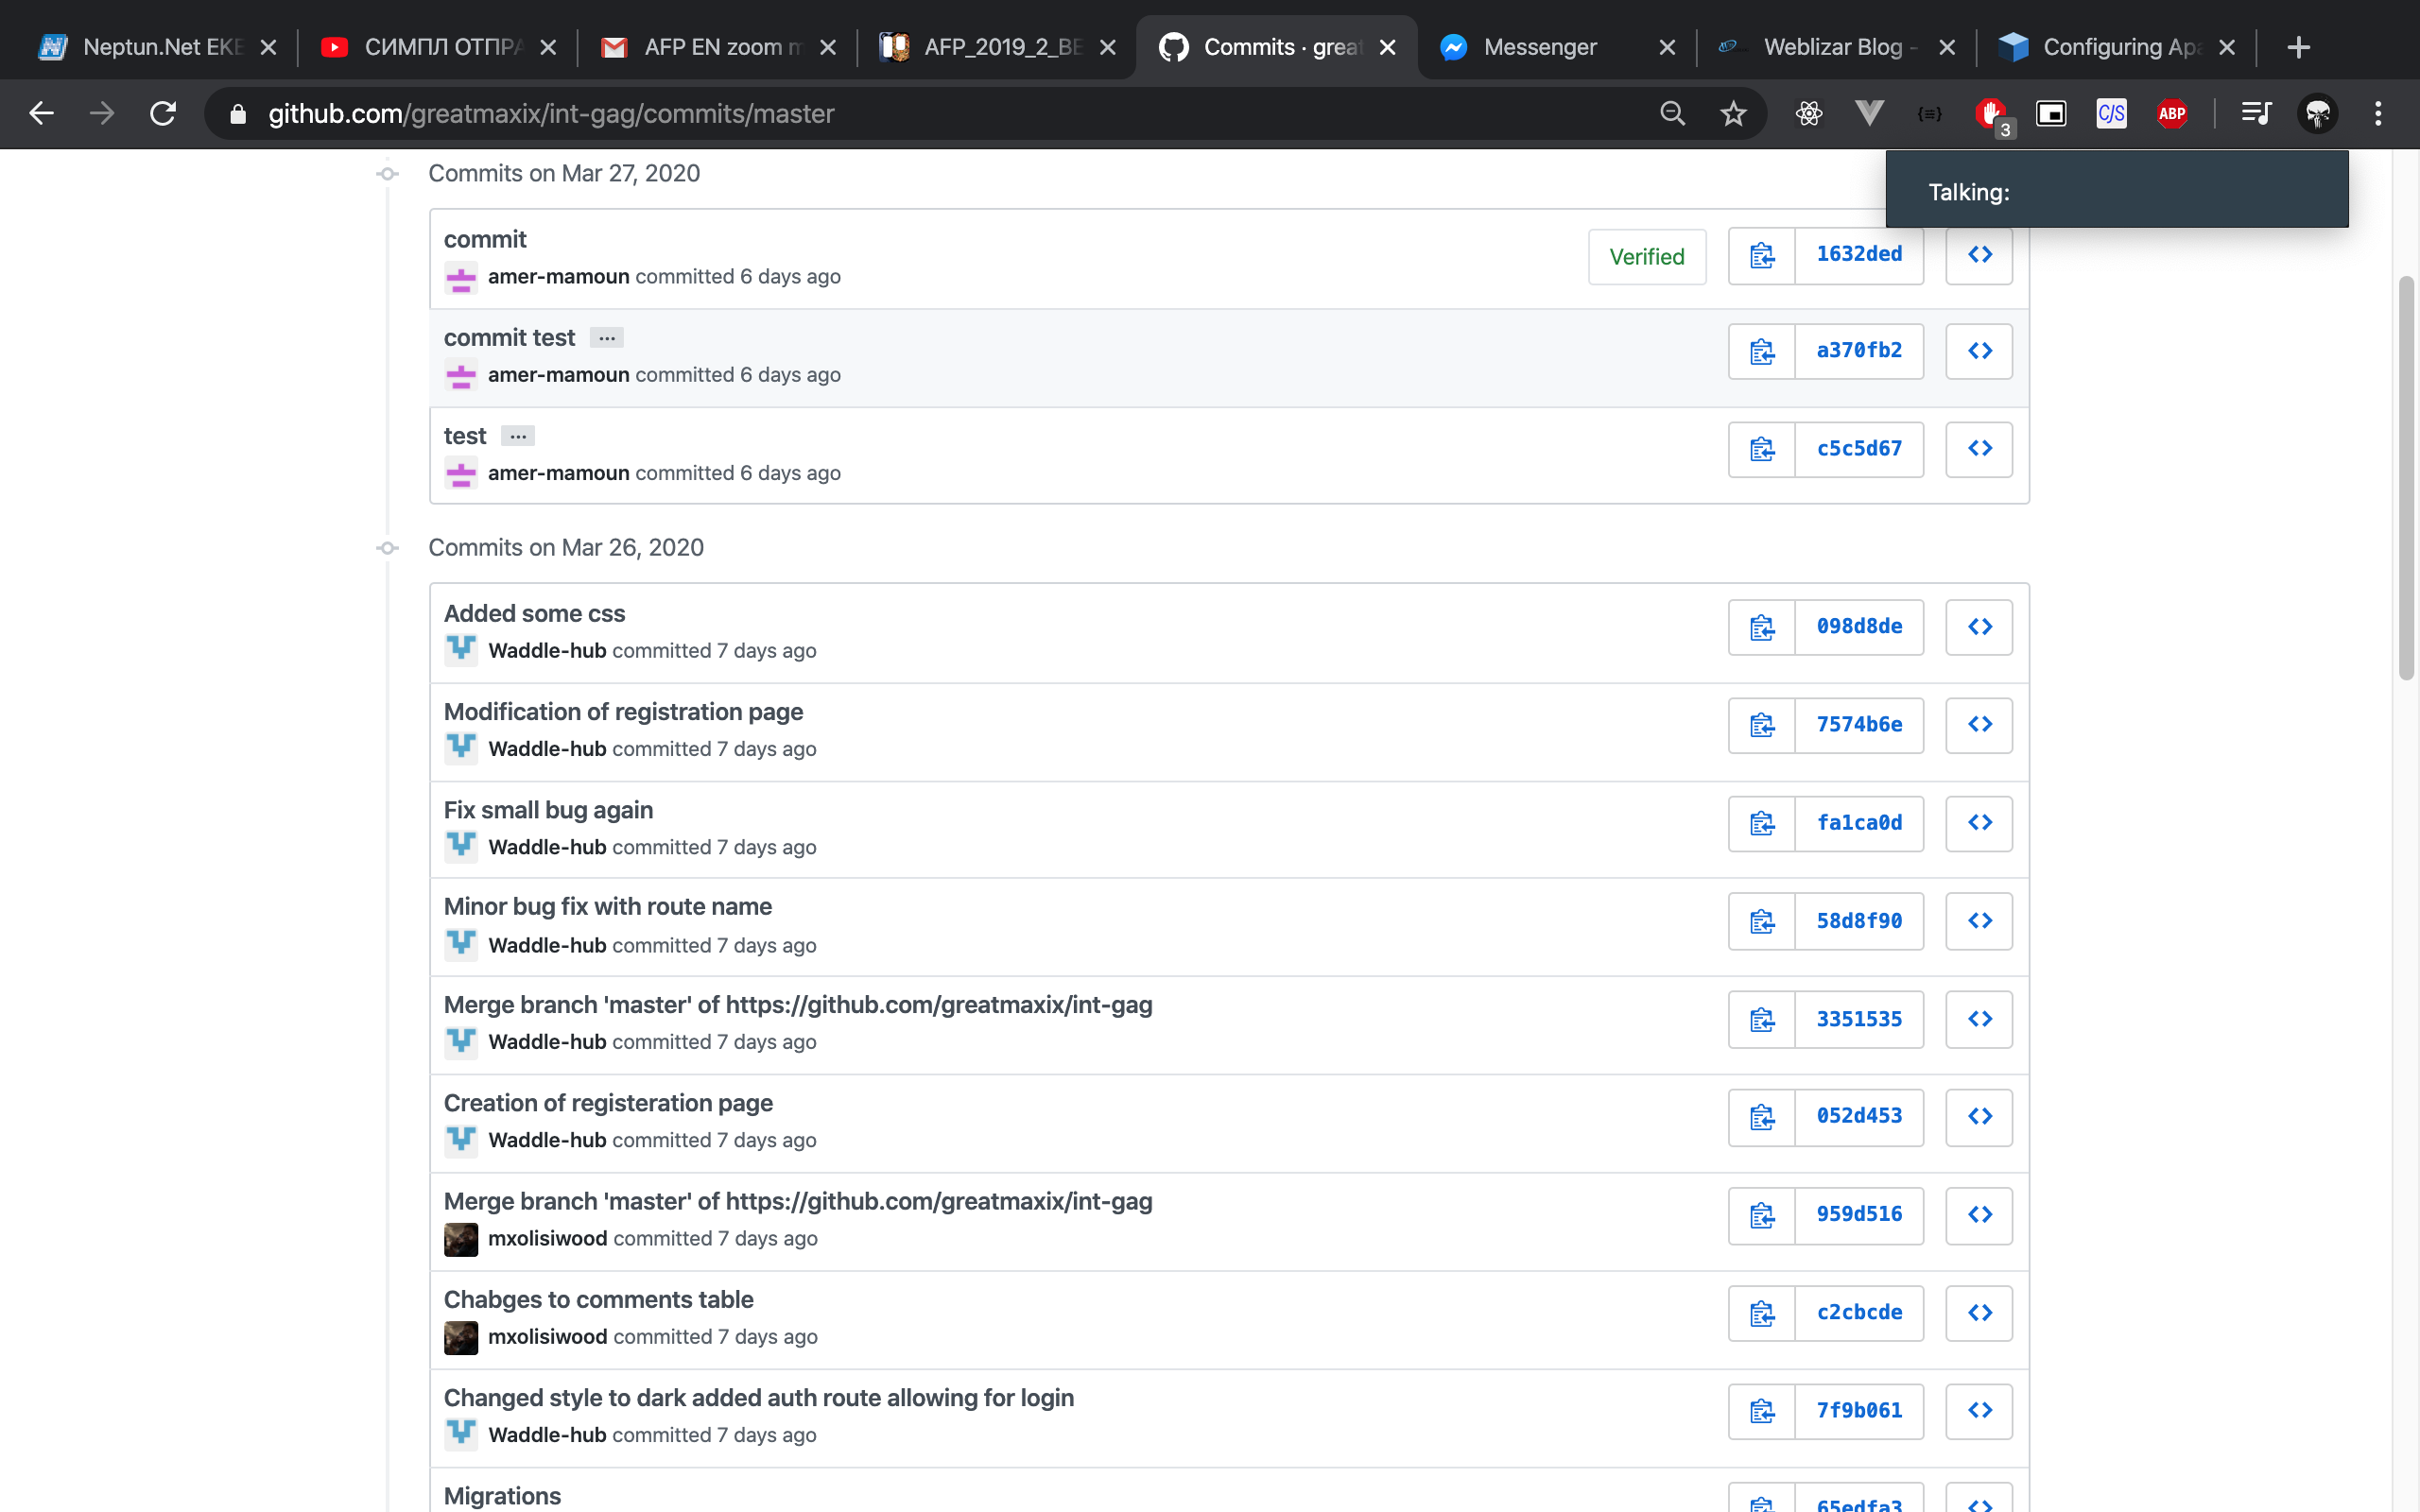 Neptun.Net EKE
СИМПЛ ОТПРА
AFP EN zoom m
AFP_2019_2_BE
Commits · great
Messenger
Weblizar Blog -
Configuring Apa
github.com/greatmaxix/int-gag/commits/master
3
C/S
ABP
Talking:
Commits on Mar 27, 2020
commit
amer-mamoun committed 6 days ago
Verified
1632ded
commit test
amer-mamoun committed 6 days ago
a370fb2
test
amer-mamoun committed 6 days ago
c5c5d67
Commits on Mar 26, 2020
Added some css
Waddle-hub committed 7 days ago
098d8de
Modification of registration page
Waddle-hub committed 7 days ago
7574b6e
Fix small bug again
Waddle-hub committed 7 days ago
fa1ca0d
Minor bug fix with route name
Waddle-hub committed 7 days ago
58d8f90
Merge branch 'master' of https://github.com/greatmaxix/int-gag
Waddle-hub committed 7 days ago
3351535
Creation of registeration page
Waddle-hub committed 7 days ago
052d453
Merge branch 'master' of https://github.com/greatmaxix/int-gag
mxolisiwood committed 7 days ago
959d516
Chabges to comments table
mxolisiwood committed 7 days ago
c2cbcde
Changed style to dark added auth route allowing for login
Waddle-hub committed 7 days ago
7f9b061
Migrations
65edfa3